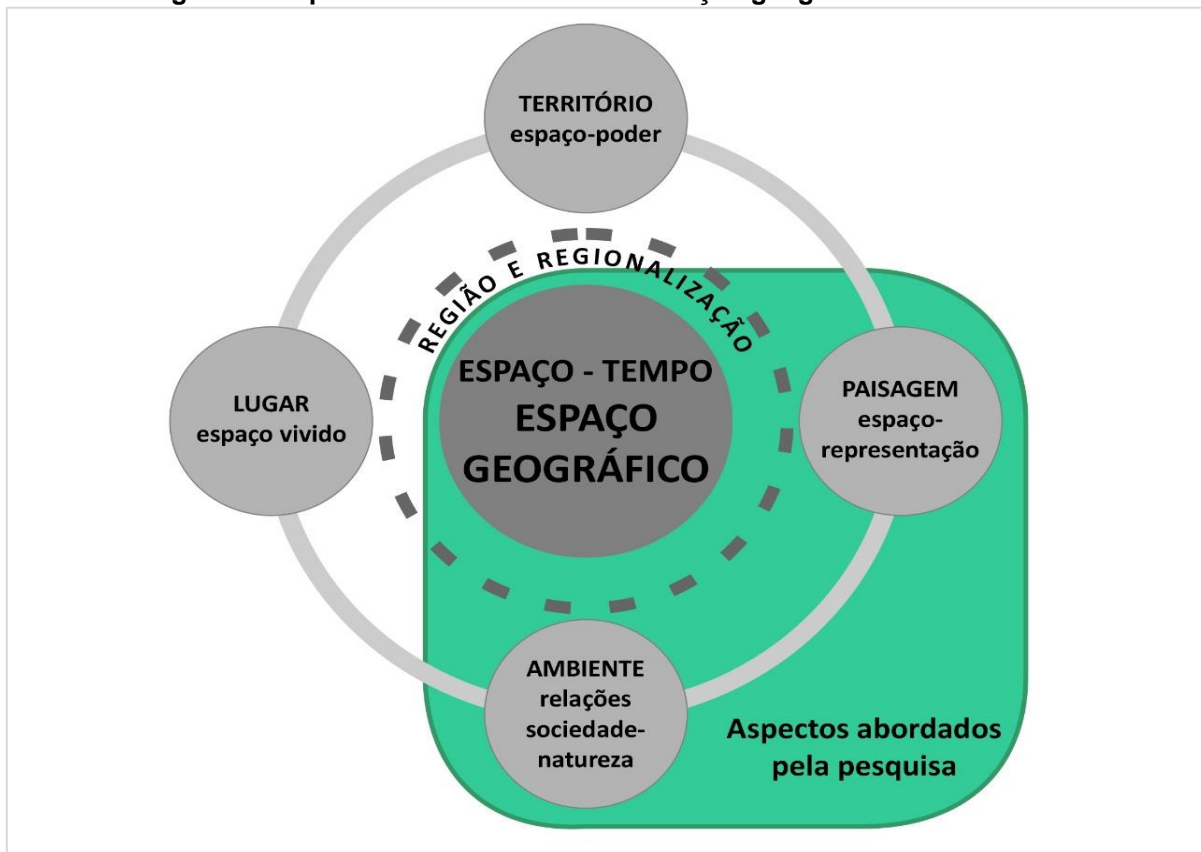 TERRITÓRIO
espaço-poder
REGIÃO E REGIONALIZAÇÃO
ESPAÇO - TEMPO
ESPAÇO
GEOGRÁFICO
LUGAR
espaço vivido
PAISAGEM
espaço-
representação
AMBIENTE
relações
sociedade-
natureza
Aspectos abordados
pela pesquisa